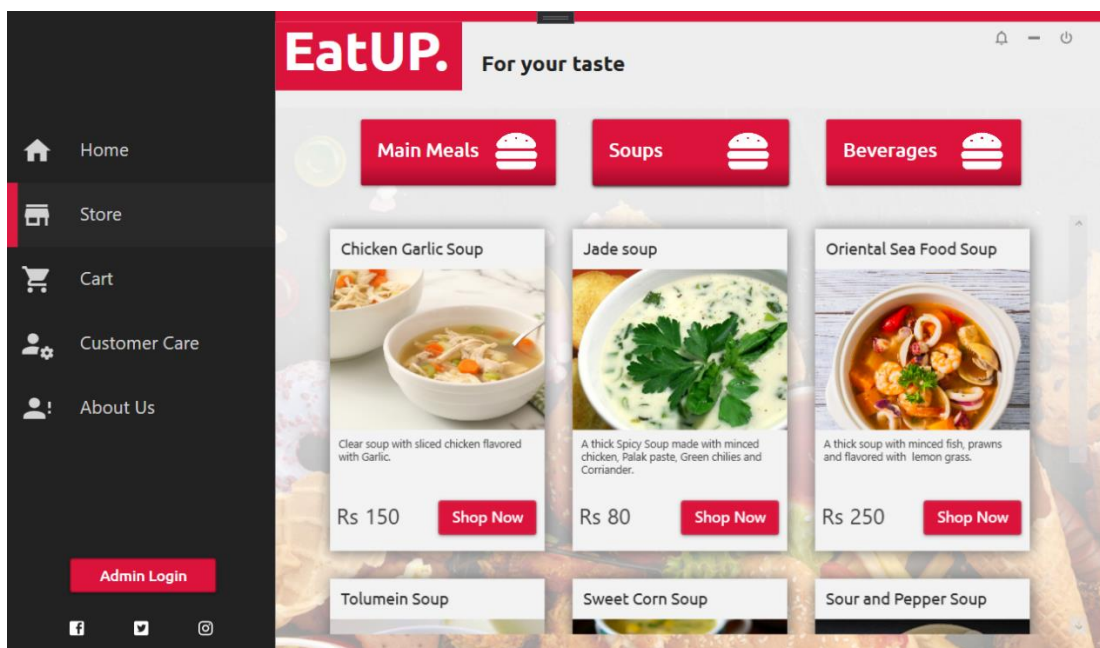 EatUP.
For your taste
Home
Store
Cart
Customer Care
About Us
Admin Login
Main Meals
Soups
Beverages
Chicken Garlic Soup
Clear soup with sliced chicken flavored
with Garlic.
Rs 150
Shop Now
Jade soup
A thick Spicy Soup made with minced
chicken, Palak paste, Green chilies and
Corriander.
Rs 80
Shop Now
Oriental Sea Food Soup
A thick soup with minced fish, prawns
and flavored with lemon grass.
Rs 250
Shop Now
Tolumein Soup
Sweet Corn Soup
Sour and Pepper Soup